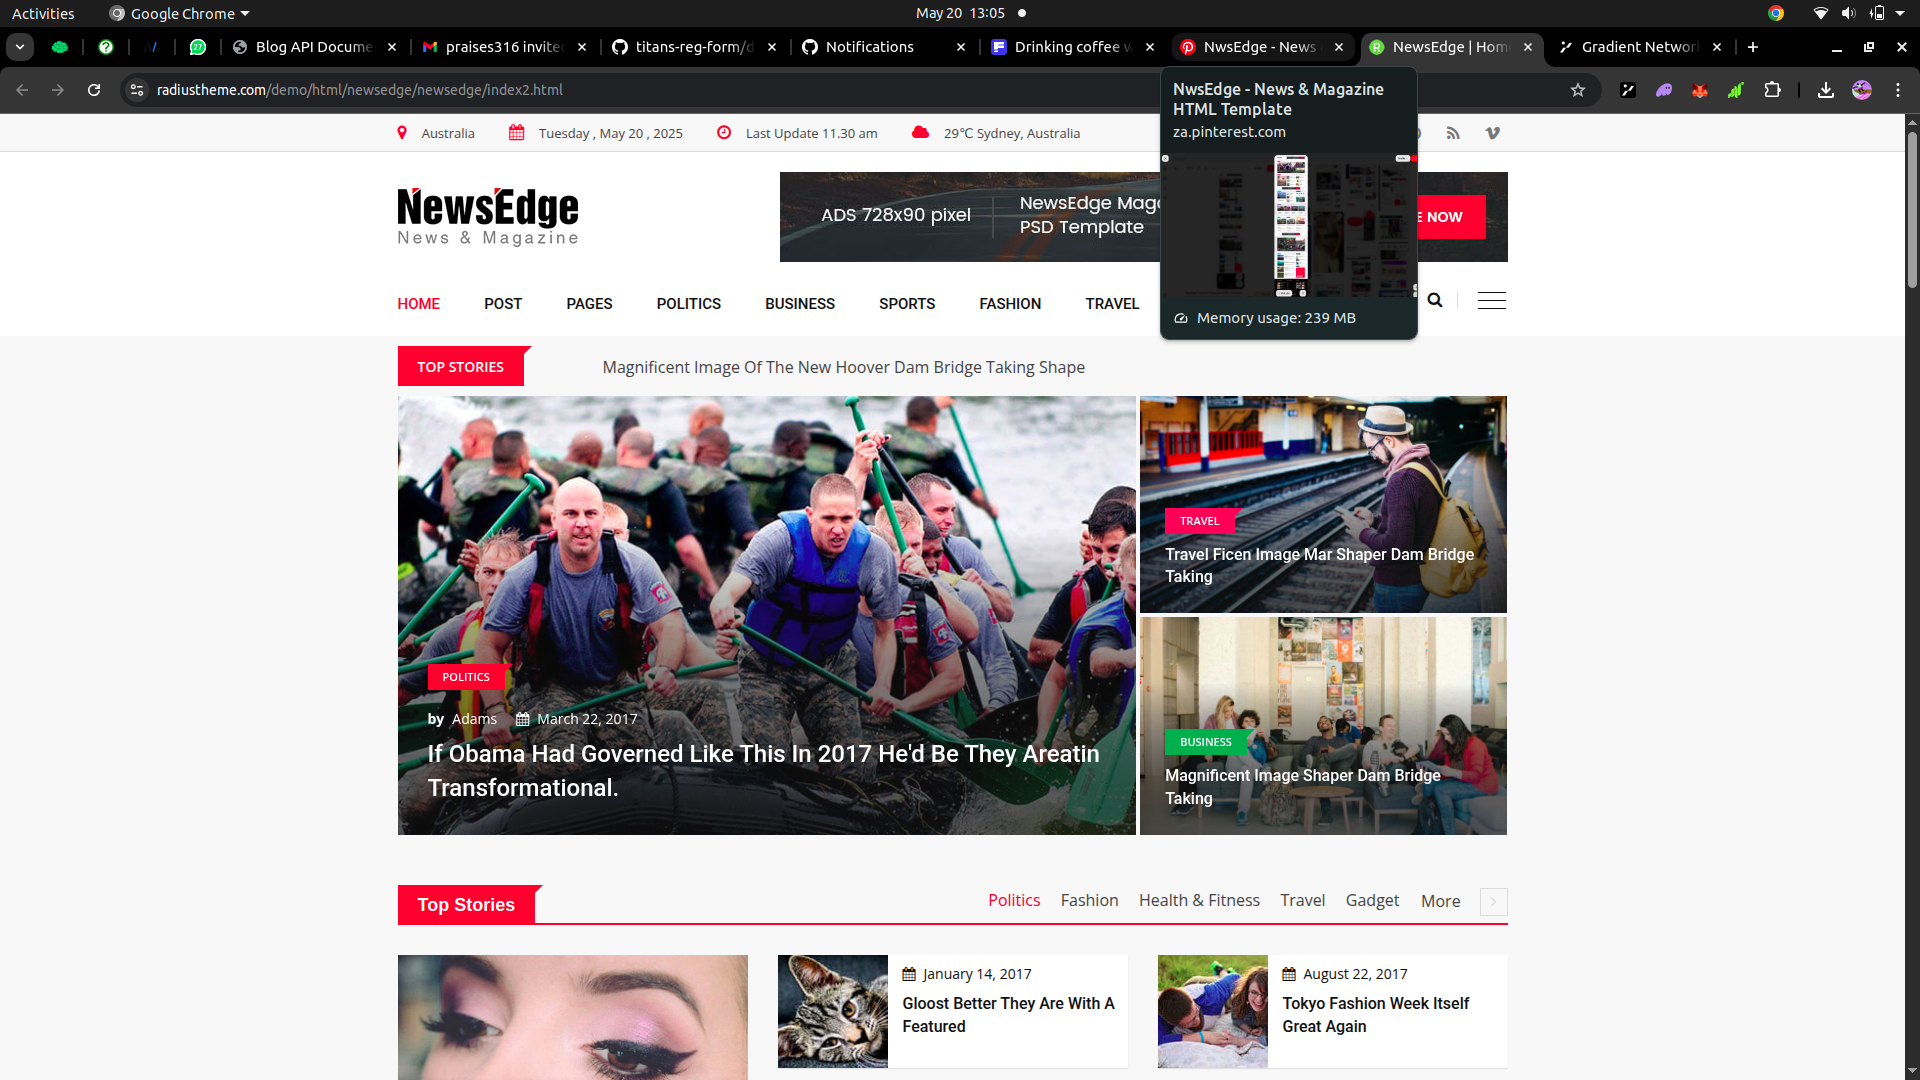 Activities
Google Chrome
May 20 13:05
27
Blog API Docume
praises316 invite
titans-reg-form/d
Notifications
Drinking coffee w
NwsEdge - News
NewsEdge | Hom
Gradient Networ
radiustheme.com/demo/html/newsedge/newsedge/index2.html
NwsEdge - News & Magazine
HTML Template
za.pinterest.com
Memory usage: 239 MB
Australia
Tuesday , May 20 , 2025
Last Update 11.30 am
29℃ Sydney, Australia
NewsEdge
News & Magazine
ADS 728x90 pixel
NewsEdge Maga
PSD Template
E NOW
HOME
POST
PAGES
POLITICS
BUSINESS
SPORTS
FASHION
TRAVEL
TOP STORIES
Magnificent Image Of The New Hoover Dam Bridge Taking Shape
POLITICS
by Adams March 22, 2017
If Obama Had Governed Like This In 2017 He'd Be They Areatin
Transformational.
TRAVEL
Travel Ficen Image Mar Shaper Dam Bridge
Taking
BUSINESS
Magnificent Image Shaper Dam Bridge
Taking
Top Stories
Politics
Fashion
Health & Fitness
Travel
Gadget
More
January 14, 2017
Gloost Better They Are With A
Featured
August 22, 2017
Tokyo Fashion Week Itself
Great Again